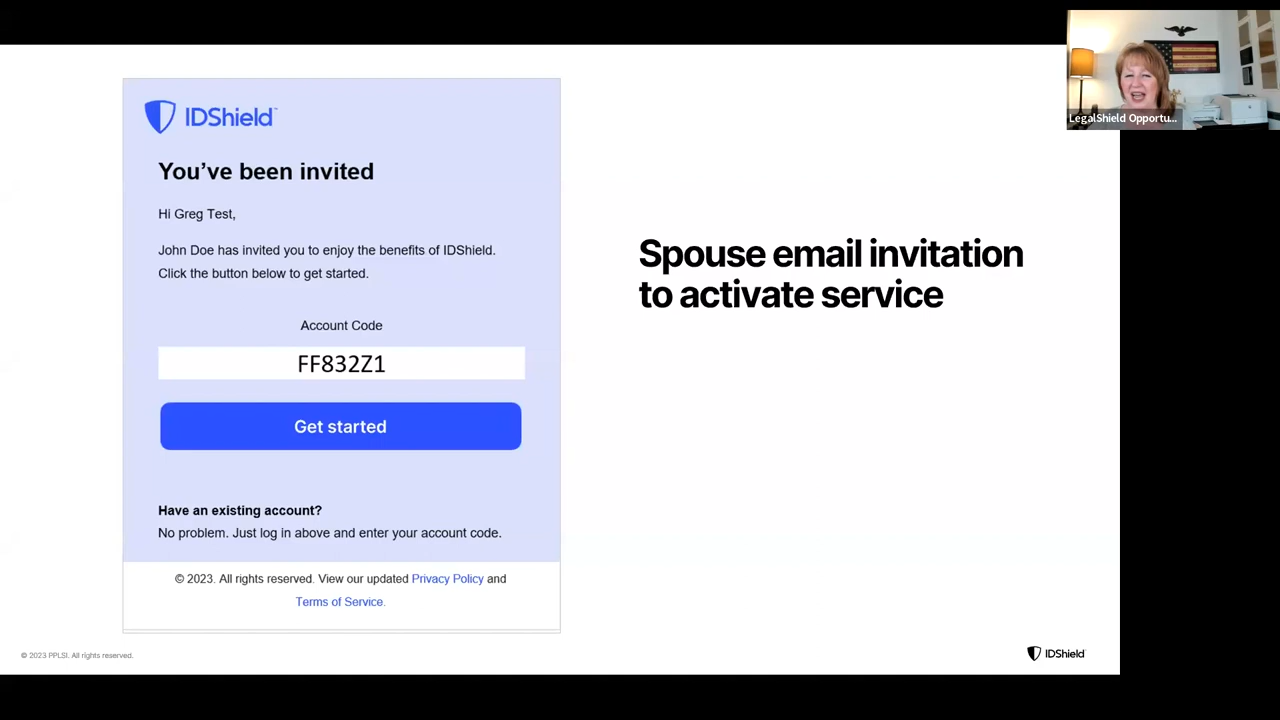 IDShield™
You've been invited
Hi Greg Test,
John Doe has invited you to enjoy the benefits of IDShield.
Click the button below to get started.
Account Code
FF832Z1
Get started
Have an existing account?
No problem. Just log in above and enter your account code.
© 2023. All rights reserved. View our updated Privacy Policy and
Terms of Service.
Spouse email invitation
to activate service
LegalShield Opportu...
© 2023 PPLSI. All rights reserved.
IDShield